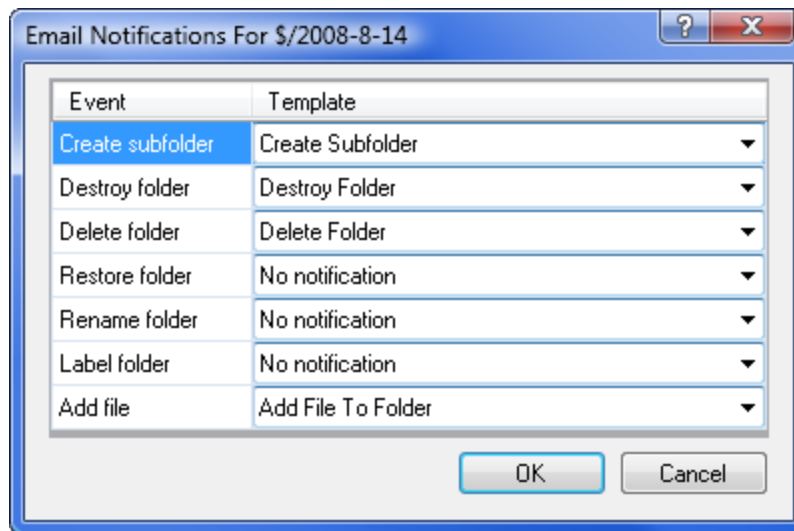 Email Notifications For $/2008-8-14
?
Event Template
Create subfolder Create Subfolder
Destroy folder Destroy Folder
Delete folder Delete Folder
Restore folder No notification
Rename folder No notification
Label folder No notification
Add file Add File To Folder
OK Cancel